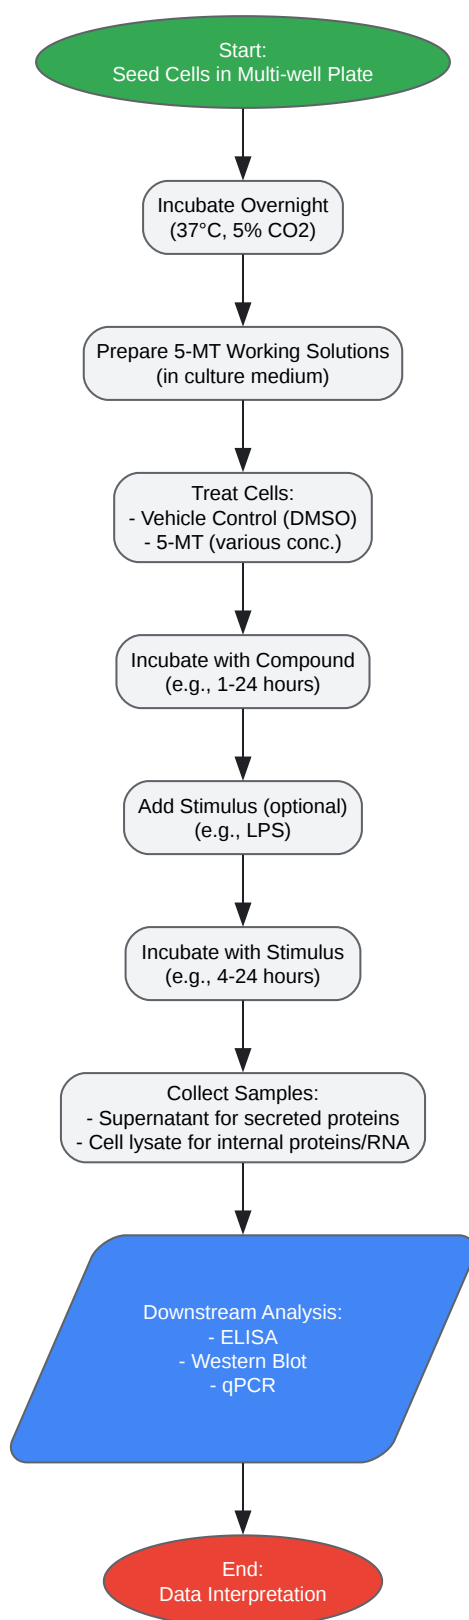 Start:
Seed Cells in Multi-well Plate
Incubate Overnight
(37°C, 5% CO2)
Prepare 5-MT Working Solutions
(in culture medium)
Treat Cells:
- Vehicle Control (DMSO)
- 5-MT (various conc.)
Incubate with Compound
(e.g., 1-24 hours)
Add Stimulus (optional)
(e.g., LPS)
Incubate with Stimulus
(e.g., 4-24 hours)
Collect Samples:
- Supernatant for secreted proteins
- Cell lysate for internal proteins/RNA
Downstream Analysis:
- ELISA
- Western Blot
- qPCR
End:
Data Interpretation